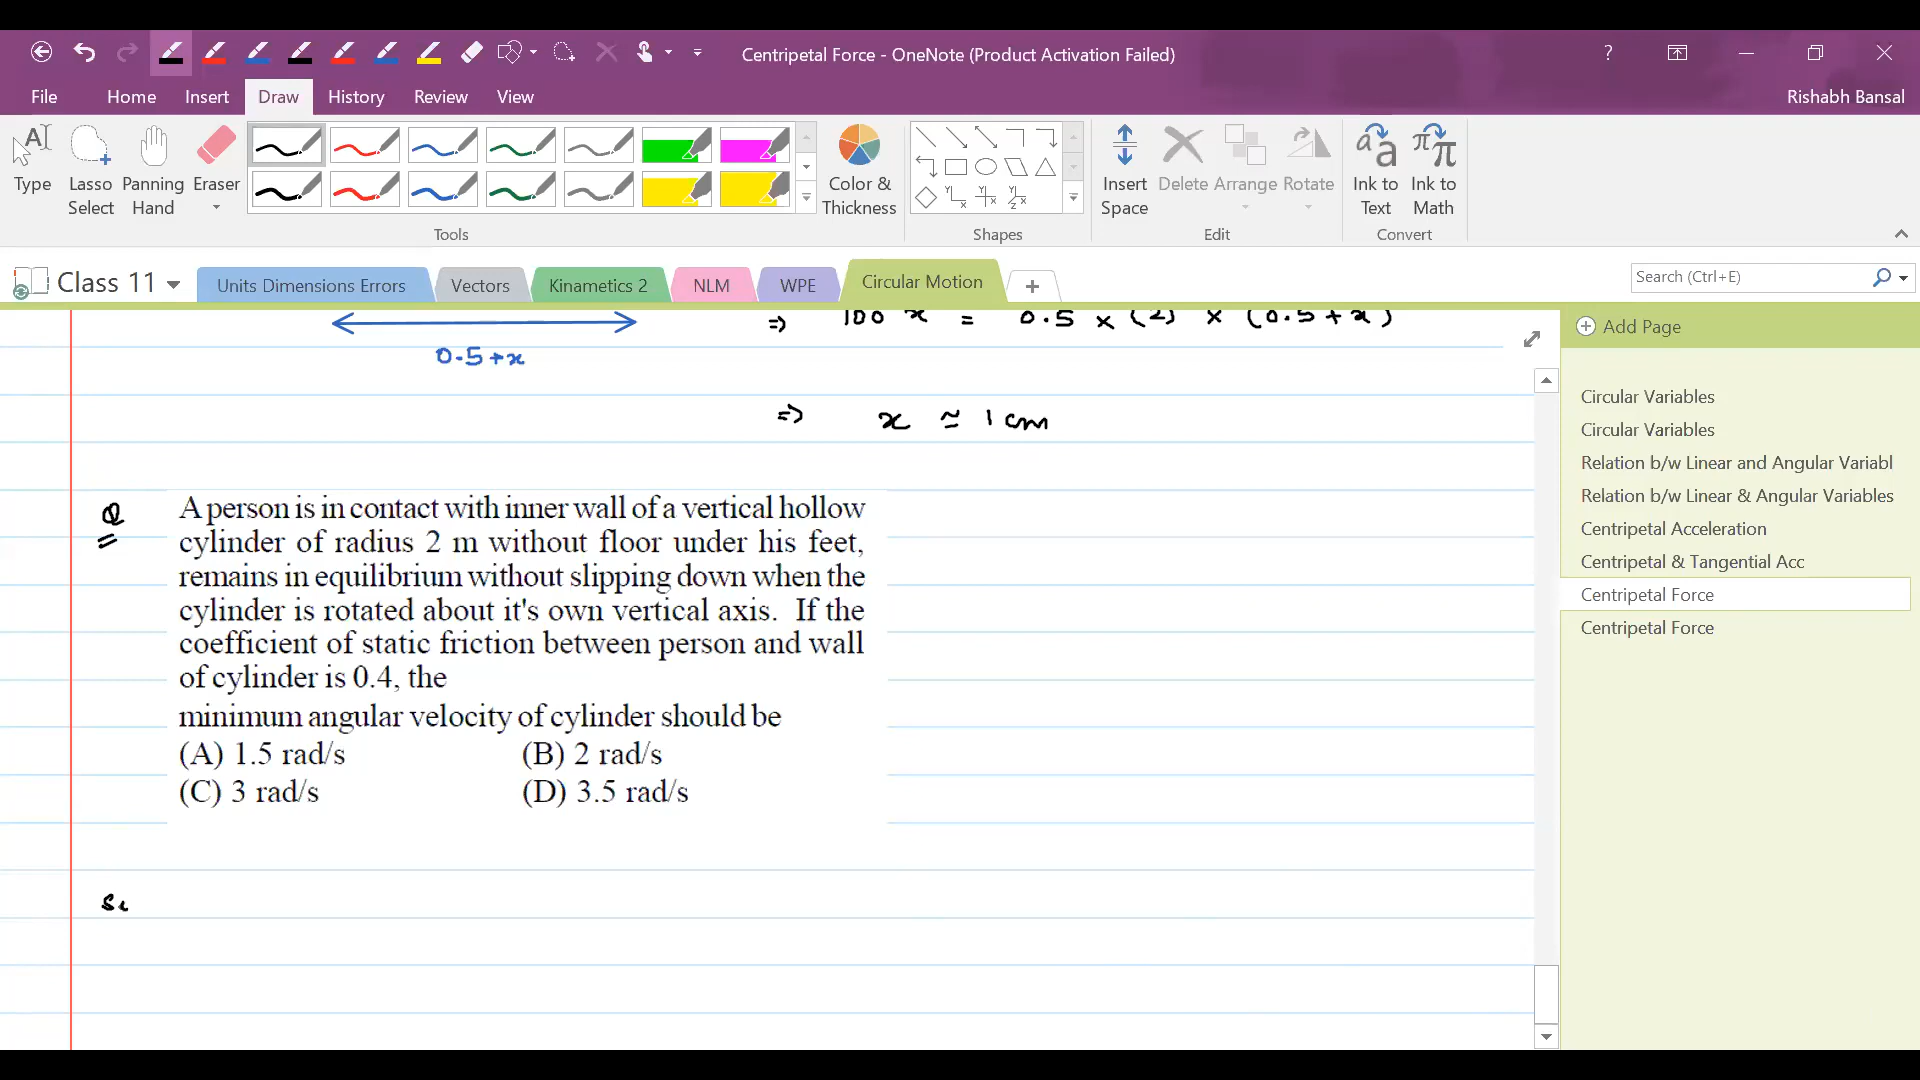 Centripetal Force - OneNote (Product Activation Failed)
?
File Home Insert Draw History Review View
Rishabh Bansal
Type
Lasso Select
Panning Hand
Eraser
Color & Thickness
Insert Space
Delete
Arrange
Rotate
Ink to Text
Ink to Math
Tools
Shapes
Edit
Convert
Class 11
Units Dimensions Errors
Vectors
Kinametics 2
NLM
WPE
Circular Motion
Search (Ctrl+E)
⇒ 100 x = 0.5 × (2) × (0.5+x)
0.5+x
⇒ x ≃ 1 cm
Q
A person is in contact with inner wall of a vertical hollow
cylinder of radius 2 m without floor under his feet,
remains in equilibrium without slipping down when the
cylinder is rotated about it's own vertical axis. If the
coefficient of static friction between person and wall
of cylinder is 0.4, the
minimum angular velocity of cylinder should be
(A) 1.5 rad/s (B) 2 rad/s
(C) 3 rad/s (D) 3.5 rad/s
Add Page
Circular Variables
Circular Variables
Relation b/w Linear and Angular Variabl
Relation b/w Linear & Angular Variables
Centripetal Acceleration
Centripetal & Tangential Acc
Centripetal Force
Centripetal Force